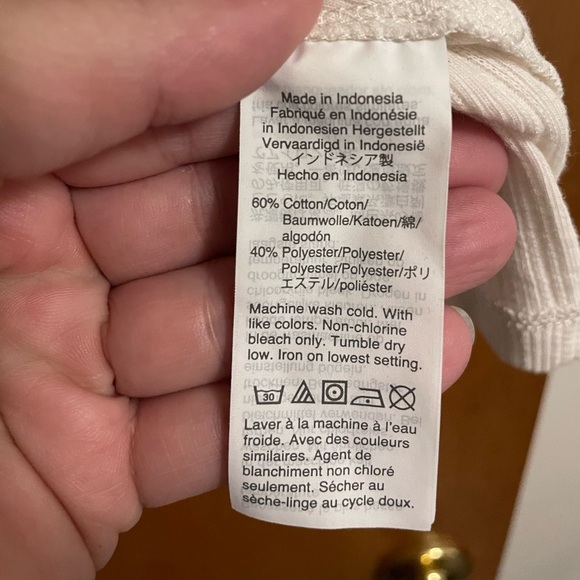 Made in Indonesia
Fabriqué en Indonésie
in Indonesien Hergestellt
Vervaardigd in Indonesië
インドネシア製
Hecho en Indonesia
60% Cotton/Coton/
Baumwolle/Katoen/綿/
algodón
40% Polyester/Polyester/
Polyester/Polyester/ポリ
エステル/poliéster
Machine wash cold. With
like colors. Non-chlorine
bleach only. Tumble dry
low. Iron on lowest setting.
30
Laver à la machine à l'eau
froide. Avec des couleurs
similaires. Agent de
blanchiment non chloré
seulement. Sécher au
sèche-linge au cycle doux.